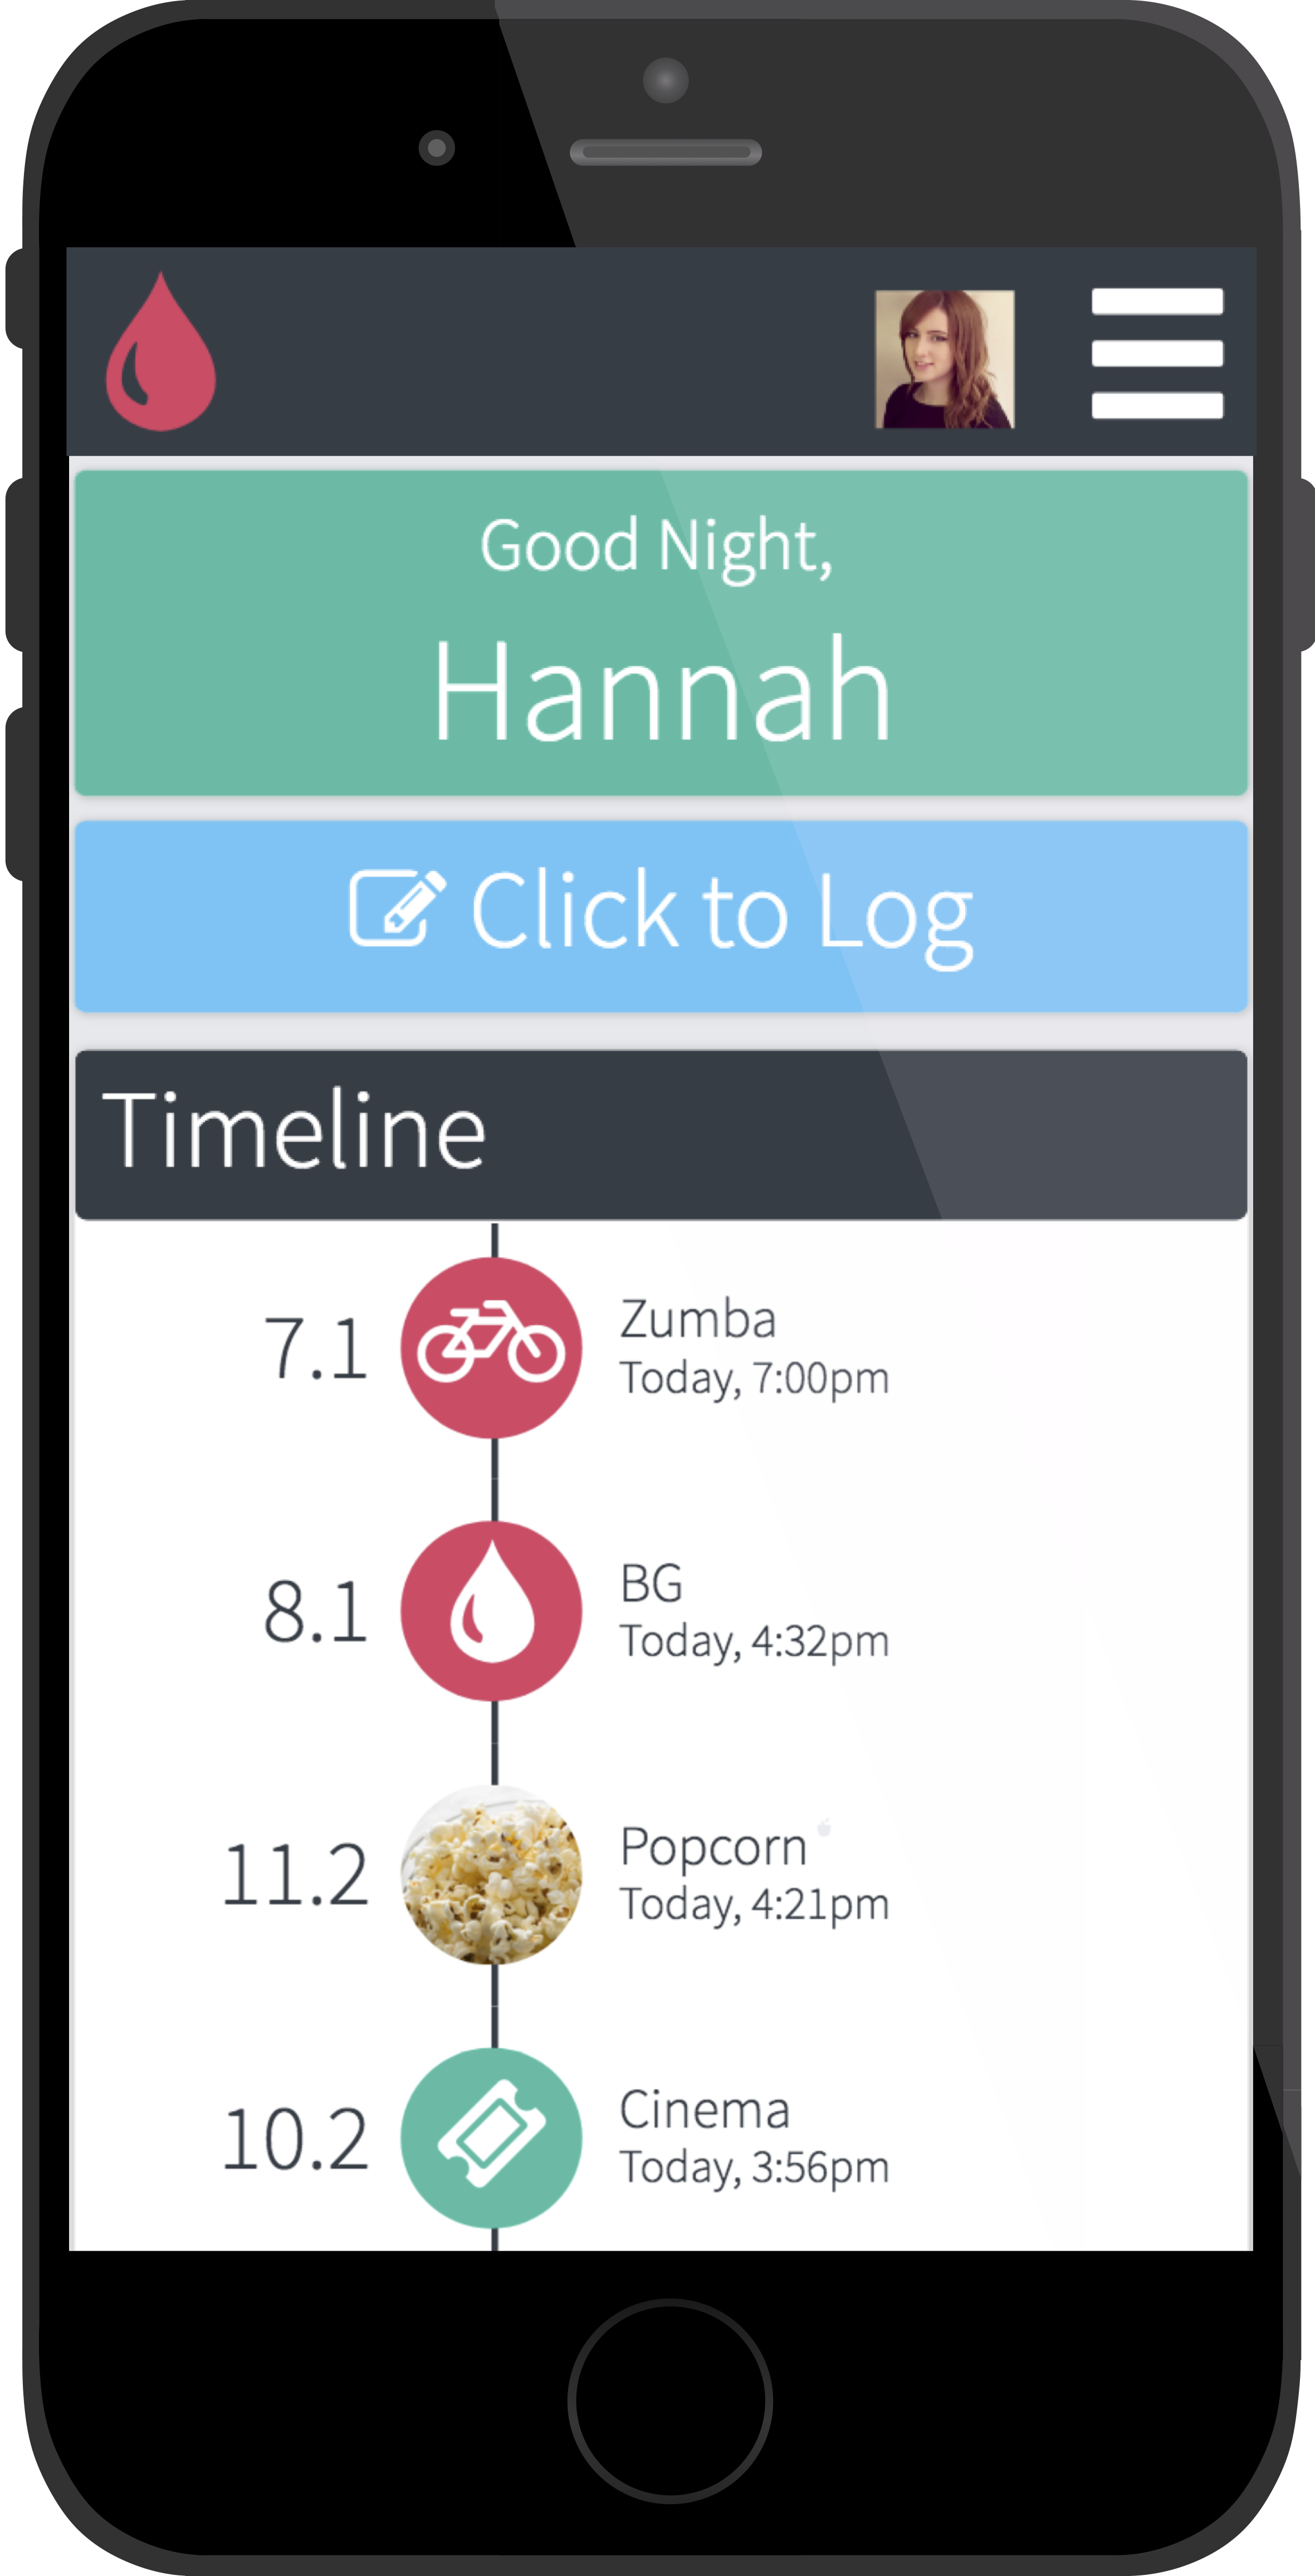 Good Night,
Hannah
Click to Log
Timeline
7.1
Zumba
Today, 7:00pm
8.1
BG
Today, 4:32pm
11.2
Popcorn
Today, 4:21pm
10.2
Cinema
Today, 3:56pm